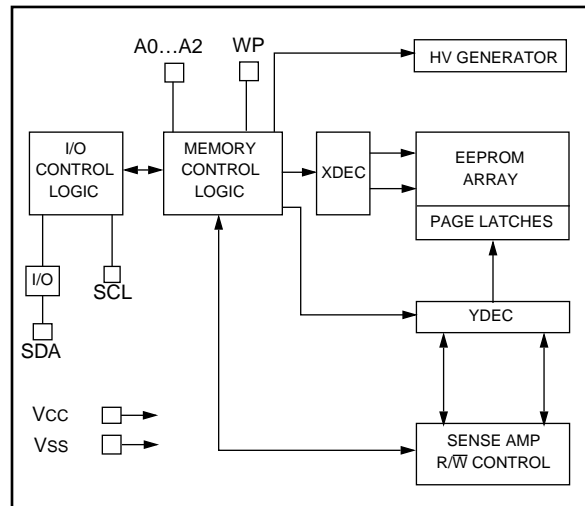 A0...A2
WP
HV GENERATOR
I/O
CONTROL
LOGIC
MEMORY
CONTROL
LOGIC
XDEC
EEPROM
ARRAY
PAGE LATCHES
I/O
SCL
SDA
YDEC
VCC
VSS
SENSE AMP
R/W̅ CONTROL